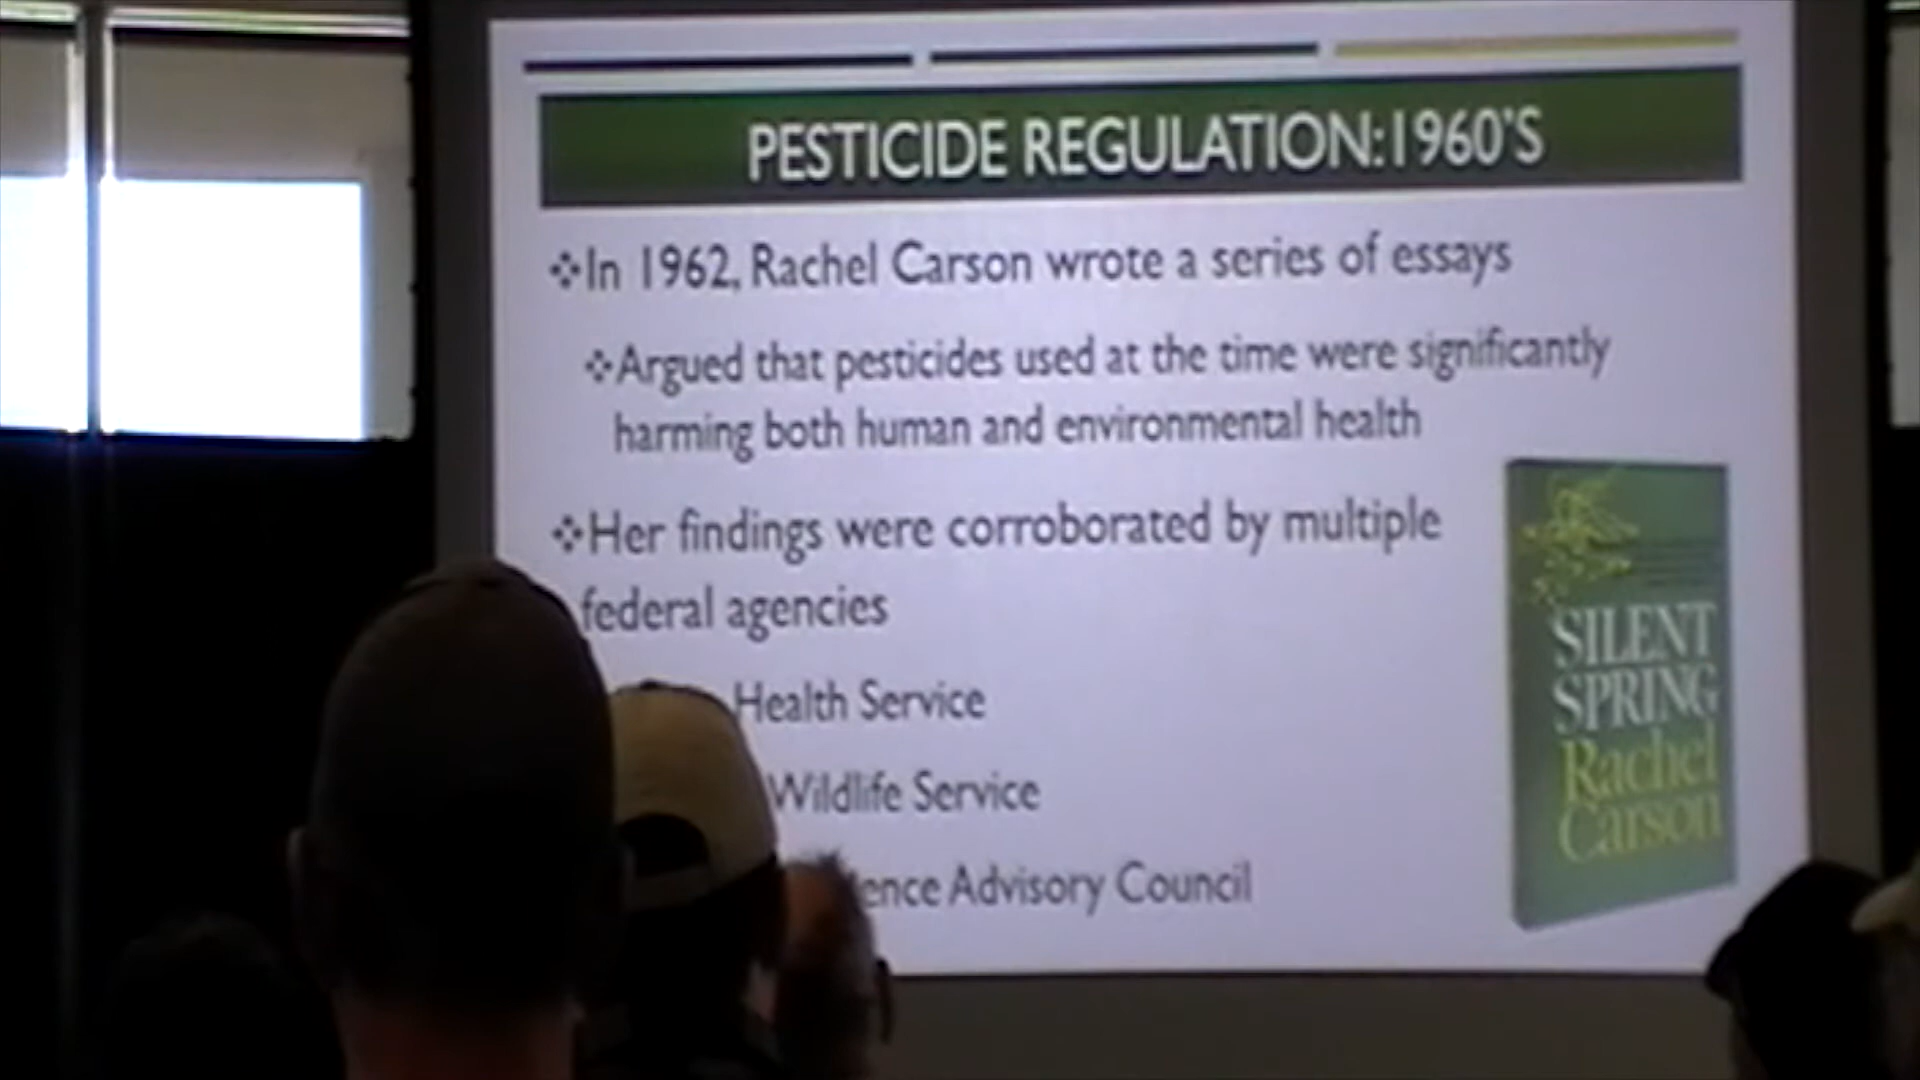 PESTICIDE REGULATION:1960'S
In 1962, Rachel Carson wrote a series of essays
Argued that pesticides used at the time were significantly
harming both human and environmental health
Her findings were corroborated by multiple
federal agencies
Health Service
Wildlife Service
ence Advisory Council
SILENT
SPRING
Rachel
Carson